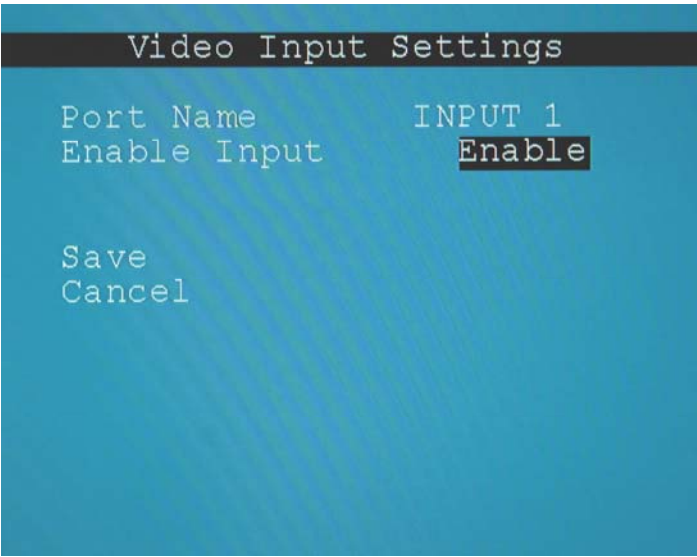 Video Input Settings
Port Name INPUT 1
Enable Input Enable
Save
Cancel